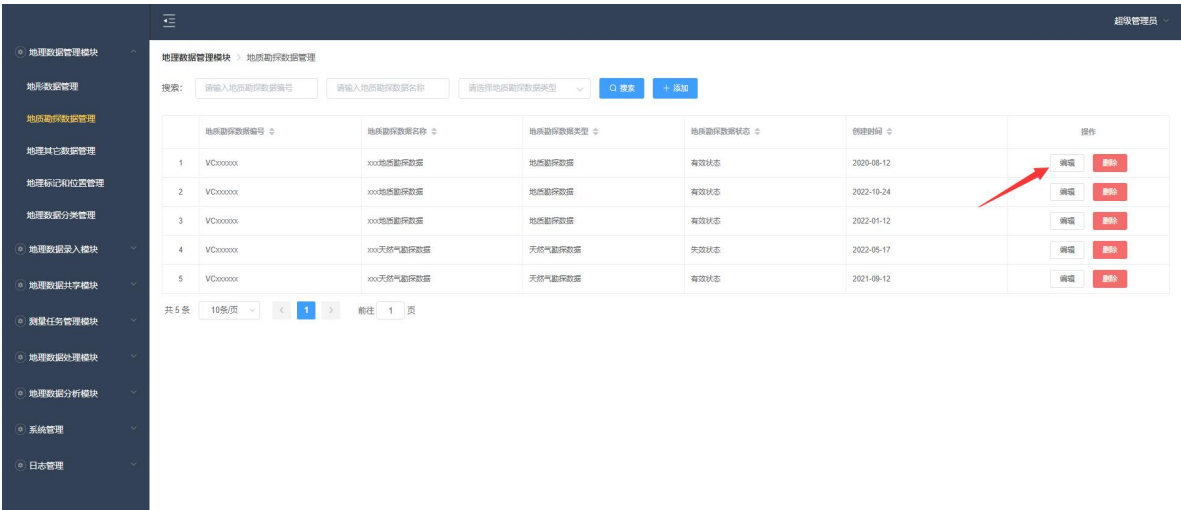 超级管理员
地理数据管理模块
地形数据管理
地质勘探数据管理
地理其它数据管理
地理标记和位置管理
地理数据分类管理
地理数据录入模块
地理数据共享模块
测量任务管理模块
地理数据处理模块
地理数据分析模块
系统管理
日志管理
地理数据管理模块 > 地质勘探数据管理
搜索: 请输入地质勘探数据编号 请输入地质勘探数据名称 请选择地质勘探数据类型 搜索 + 添加
地质勘探数据编号 地质勘探数据名称 地质勘探数据类型 地质勘探数据状态 创建时间 操作
1 VCxxxxxx xxx地质勘探数据 地质勘探数据 有效状态 2020-08-12 编辑 删除
2 VCxxxxxx xxx地质勘探数据 地质勘探数据 有效状态 2022-10-24 编辑 删除
3 VCxxxxxx xxx地质勘探数据 地质勘探数据 有效状态 2022-01-12 编辑 删除
4 VCxxxxxx xxx天然气勘探数据 天然气勘探数据 失效状态 2022-05-17 编辑 删除
5 VCxxxxxx xxx天然气勘探数据 天然气勘探数据 有效状态 2021-09-12 编辑 删除
共 5 条 10条/页 < 1 > 前往 1 页